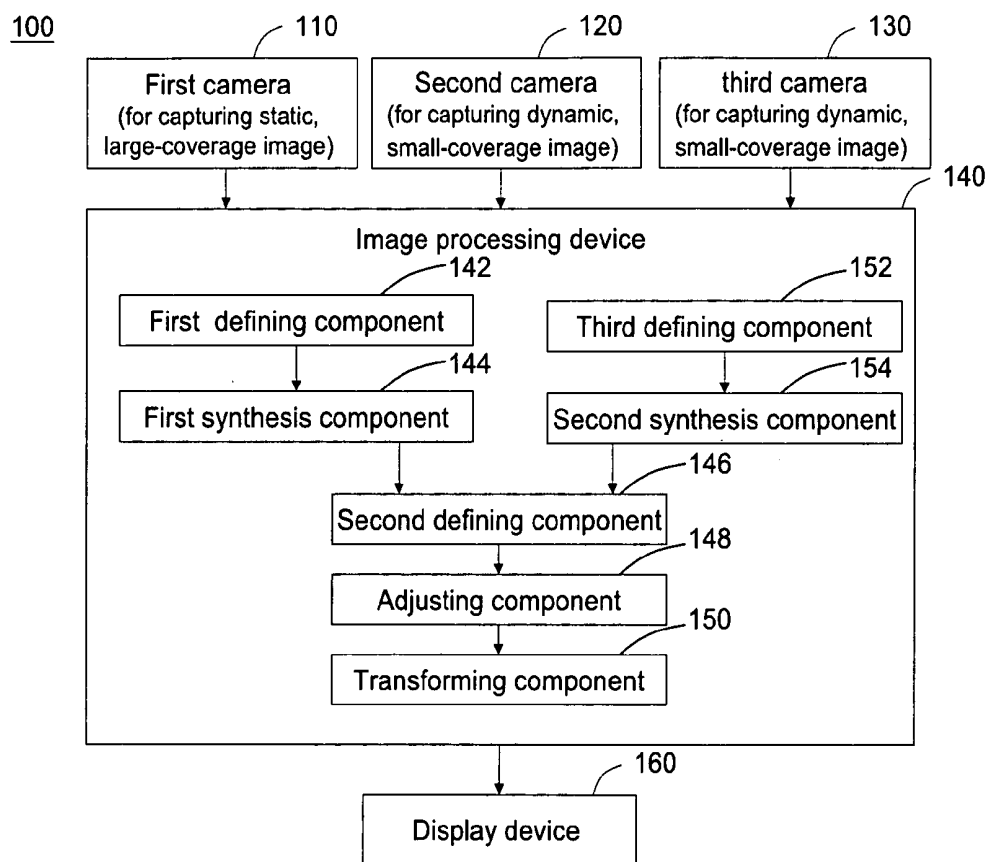 100
110
120
130
First camera
(for capturing static,
large-coverage image)
Second camera
(for capturing dynamic,
small-coverage image)
third camera
(for capturing dynamic,
small-coverage image)
140
Image processing device
142
152
First defining component
Third defining component
144
154
First synthesis component
Second synthesis component
146
Second defining component
148
Adjusting component
150
Transforming component
160
Display device